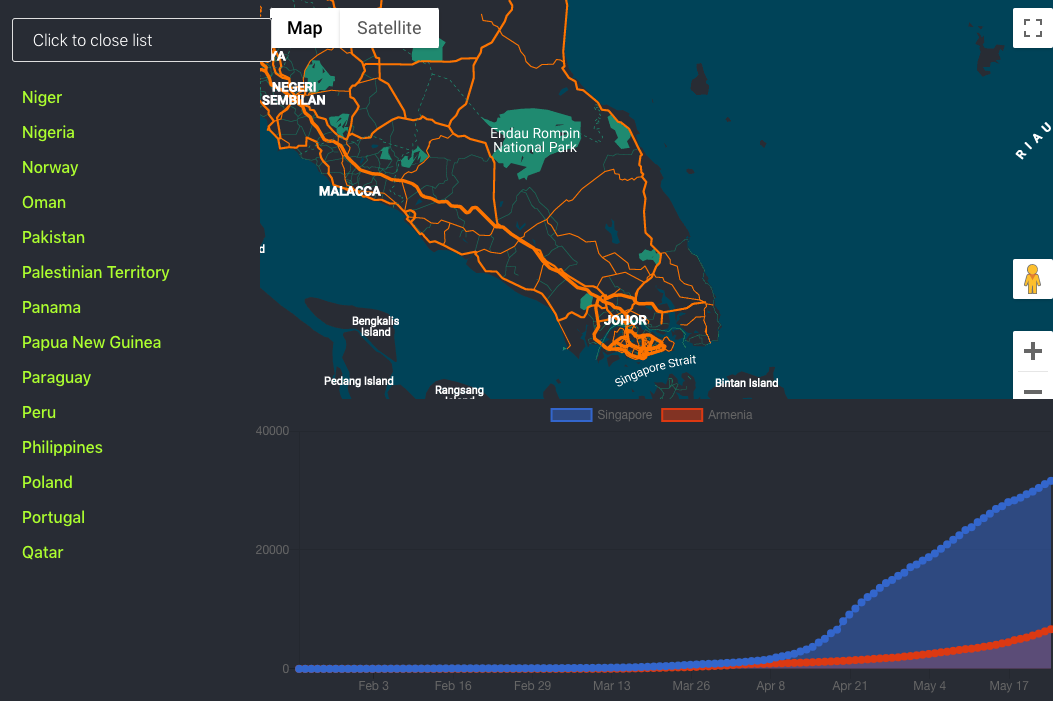 Click to close list
Niger
Nigeria
Norway
Oman
Pakistan
Palestinian Territory
Panama
Papua New Guinea
Paraguay
Peru
Philippines
Poland
Portugal
Qatar
Map
Satellite
YA
NEGERI
SEMBILAN
Endau Rompin
National Park
MALACCA
RIAU
d
JOHOR
Bengkalis
Island
Singapore Strait
Pedang Island
Rangsang
Island
Bintan Island
Singapore
Armenia
40000
20000
0
Feb 3
Feb 16
Feb 29
Mar 13
Mar 26
Apr 8
Apr 21
May 4
May 17